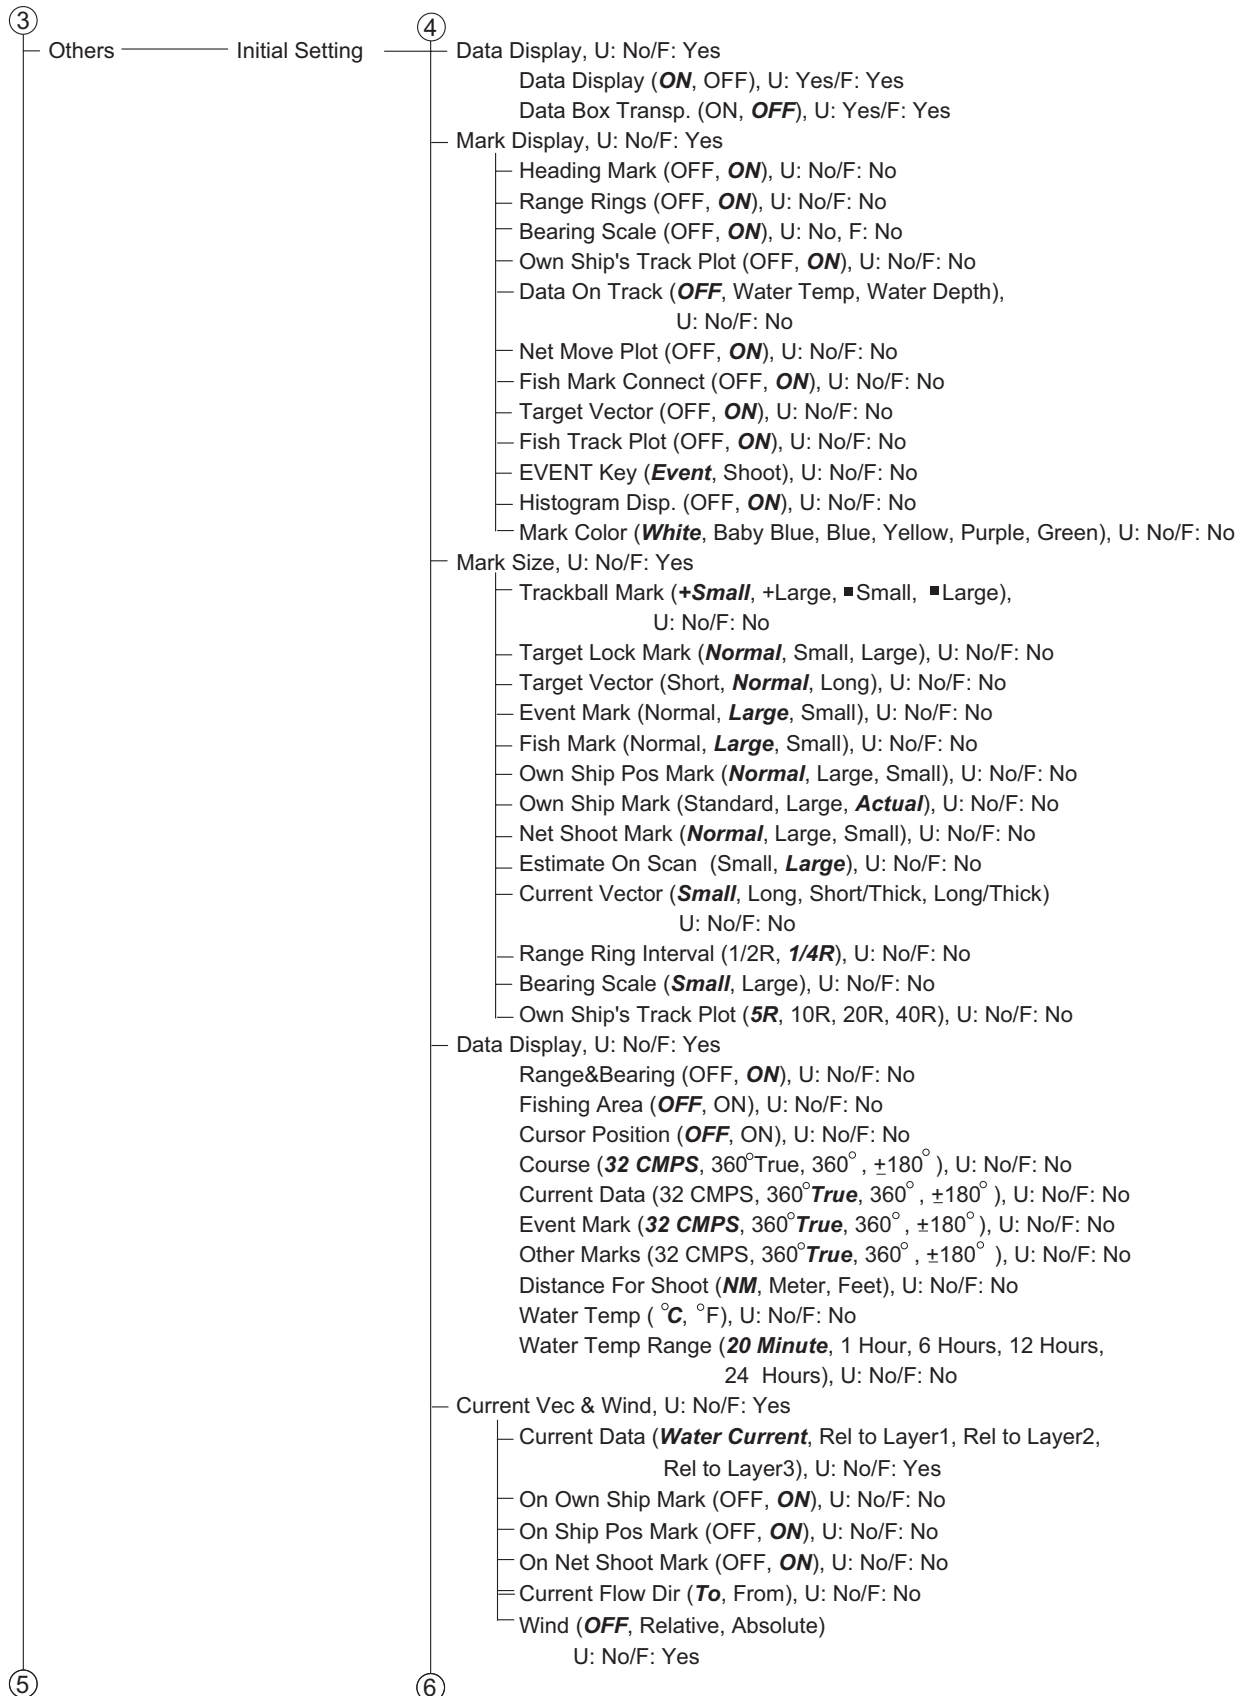 ③ ④
Others Initial Setting Data Display, U: No/F: Yes
Data Display (ON, OFF), U: Yes/F: Yes
Data Box Transp. (ON, OFF), U: Yes/F: Yes
Mark Display, U: No/F: Yes
Heading Mark (OFF, ON), U: No/F: No
Range Rings (OFF, ON), U: No/F: No
Bearing Scale (OFF, ON), U: No, F: No
Own Ship's Track Plot (OFF, ON), U: No/F: No
Data On Track (OFF, Water Temp, Water Depth),
U: No/F: No
Net Move Plot (OFF, ON), U: No/F: No
Fish Mark Connect (OFF, ON), U: No/F: No
Target Vector (OFF, ON), U: No/F: No
Fish Track Plot (OFF, ON), U: No/F: No
EVENT Key (Event, Shoot), U: No/F: No
Histogram Disp. (OFF, ON), U: No/F: No
Mark Color (White, Baby Blue, Blue, Yellow, Purple, Green), U: No/F: No
Mark Size, U: No/F: Yes
Trackball Mark (+Small, +Large, ■Small, ■Large),
U: No/F: No
Target Lock Mark (Normal, Small, Large), U: No/F: No
Target Vector (Short, Normal, Long), U: No/F: No
Event Mark (Normal, Large, Small), U: No/F: No
Fish Mark (Normal, Large, Small), U: No/F: No
Own Ship Pos Mark (Normal, Large, Small), U: No/F: No
Own Ship Mark (Standard, Large, Actual), U: No/F: No
Net Shoot Mark (Normal, Large, Small), U: No/F: No
Estimate On Scan (Small, Large), U: No/F: No
Current Vector (Small, Long, Short/Thick, Long/Thick)
U: No/F: No
Range Ring Interval (1/2R, 1/4R), U: No/F: No
Bearing Scale (Small, Large), U: No/F: No
Own Ship's Track Plot (5R, 10R, 20R, 40R), U: No/F: No
Data Display, U: No/F: Yes
Range&Bearing (OFF, ON), U: No/F: No
Fishing Area (OFF, ON), U: No/F: No
Cursor Position (OFF, ON), U: No/F: No
Course (32 CMPS, 360°True, 360°, ±180°), U: No/F: No
Current Data (32 CMPS, 360°True, 360°, ±180°), U: No/F: No
Event Mark (32 CMPS, 360°True, 360°, ±180°), U: No/F: No
Other Marks (32 CMPS, 360°True, 360°, ±180°), U: No/F: No
Distance For Shoot (NM, Meter, Feet), U: No/F: No
Water Temp (°C, °F), U: No/F: No
Water Temp Range (20 Minute, 1 Hour, 6 Hours, 12 Hours,
24 Hours), U: No/F: No
Current Vec & Wind, U: No/F: Yes
Current Data (Water Current, Rel to Layer1, Rel to Layer2,
Rel to Layer3), U: No/F: Yes
On Own Ship Mark (OFF, ON), U: No/F: No
On Ship Pos Mark (OFF, ON), U: No/F: No
On Net Shoot Mark (OFF, ON), U: No/F: No
Current Flow Dir (To, From), U: No/F: No
Wind (OFF, Relative, Absolute)
U: No/F: Yes
⑤ ⑥